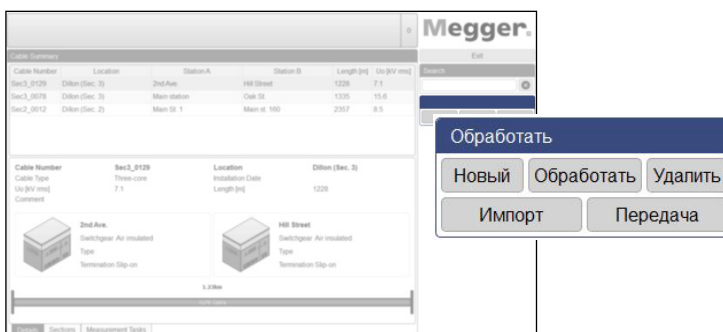 0
Megger.
Cable Summary
Exit
Cable Number Location Station A Station B Length [m] Uo [kV rms]
Search
Sec3_0129 Dillon (Sec. 3) 2nd Ave. Hill Street 1228 7.1
Sec3_0078 Dillon (Sec. 3) Main station Oak St. 1335 15.6
Sec2_0012 Dillon (Sec. 2) Main St. 1 Main st. 160 2357 8.5
Обработать
Новый Обработать Удалить
Импорт Передача
Cable Number Sec3_0129 Location Dillon (Sec. 3)
Cable Type Three-core Installation Date
Uo [kV rms] 7.1 Length [m] 1228
Comment
2nd Ave. Hill Street
Switchgear Air insulated Switchgear Air insulated
Type Type
Termination Slip-on Termination Slip-on
Details Sections Measurement Tasks